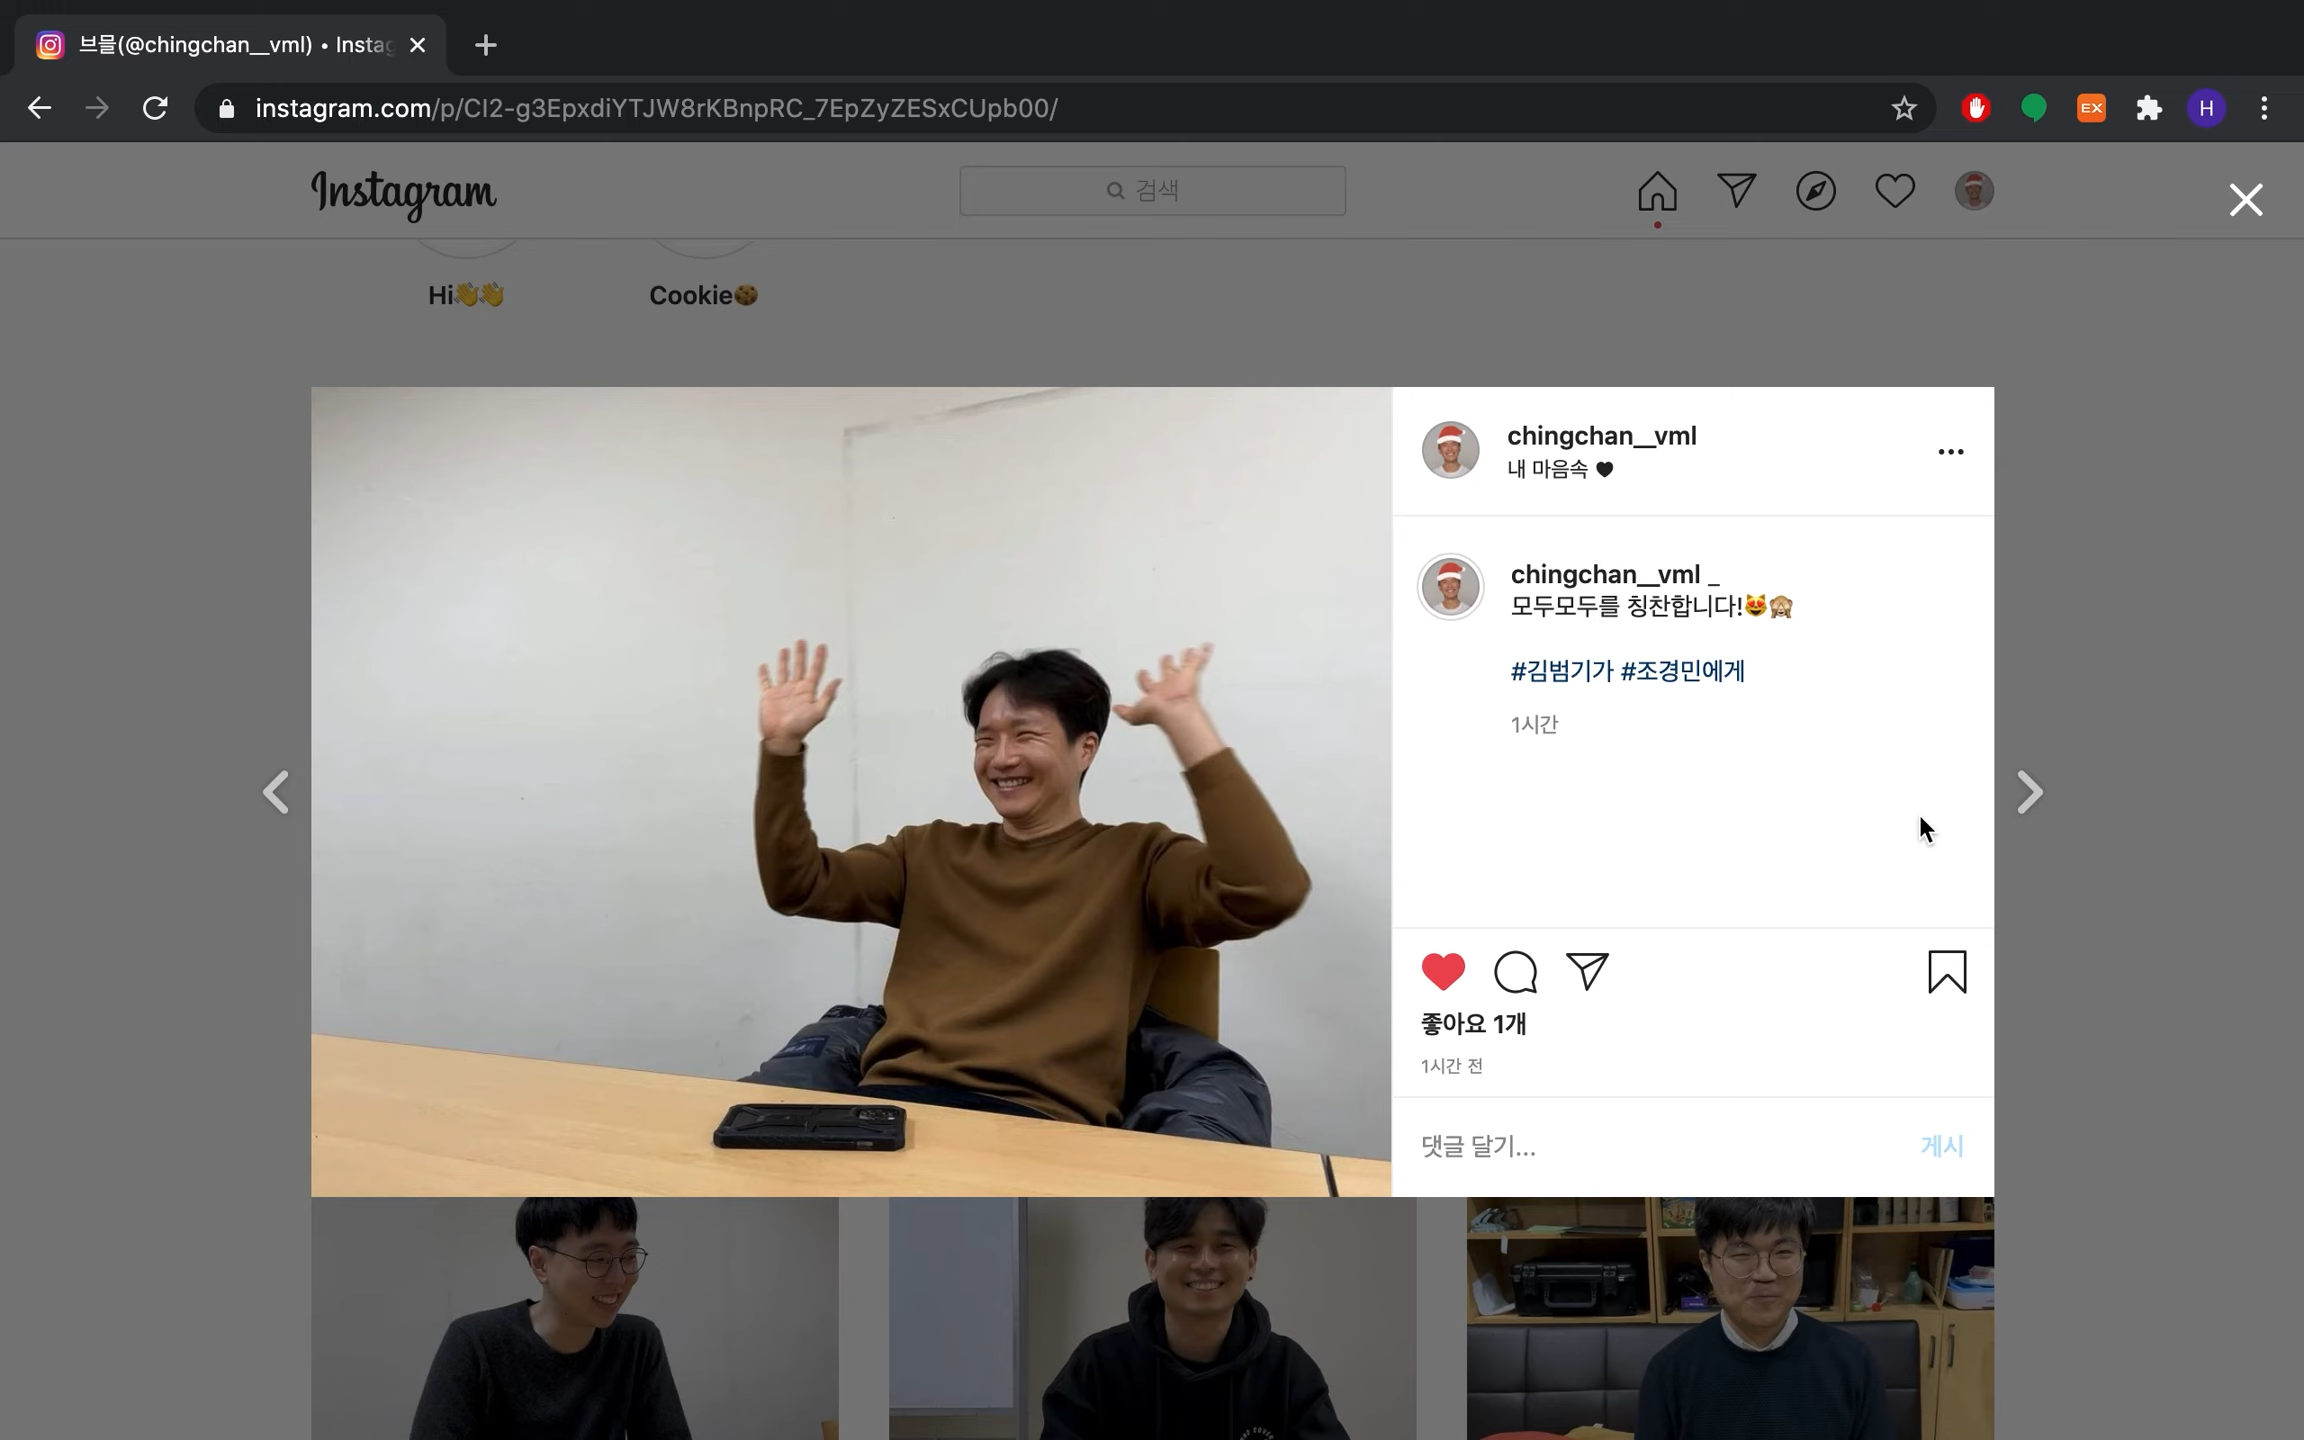 브믈(@chingchan__vml) • Instag
instagram.com/p/CI2-g3EpxdiYTJW8rKBnpRC_7EpZyZESxCUpb00/
EX
H
Instagram
검색
Hi👋👋
Cookie🍪
chingchan__vml
내 마음속 🖤
chingchan__vml _
모두모두를 칭찬합니다!😻🙈
#김범기가 #조경민에게
1시간
좋아요 1개
1시간 전
댓글 달기...
게시